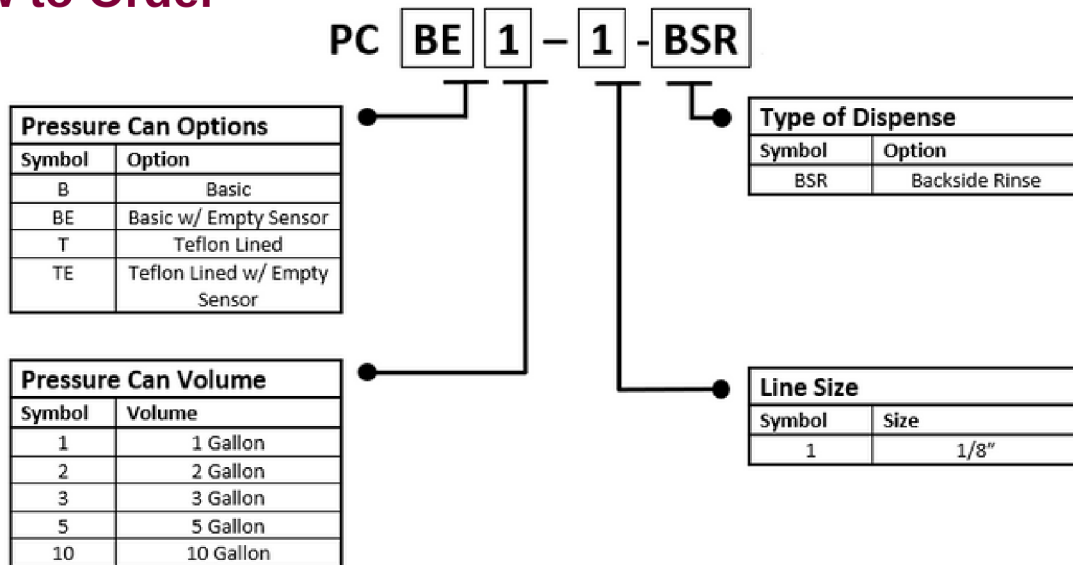 to Order
PC BE 1 – 1 - BSR
Pressure Can Options
Symbol Option
B Basic
BE Basic w/ Empty Sensor
T Teflon Lined
TE Teflon Lined w/ Empty
Sensor
Type of Dispense
Symbol Option
BSR Backside Rinse
Pressure Can Volume
Symbol Volume
1 1 Gallon
2 2 Gallon
3 3 Gallon
5 5 Gallon
10 10 Gallon
Line Size
Symbol Size
1 1/8"